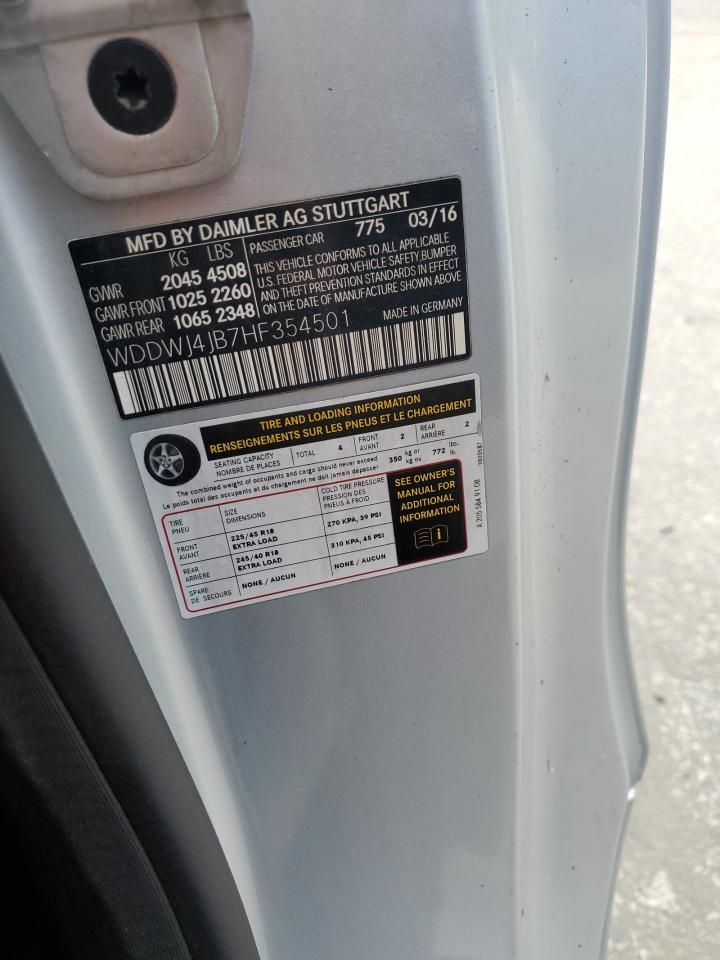 MFD BY DAIMLER AG STUTTGART
KG LBS PASSENGER CAR 775 03/16
GVWR 2045 4508
GAWR FRONT 1025 2260
GAWR REAR 1065 2348
THIS VEHICLE CONFORMS TO ALL APPLICABLE
U.S. FEDERAL MOTOR VEHICLE SAFETY, BUMPER
AND THEFT PREVENTION STANDARDS IN EFFECT
ON THE DATE OF MANUFACTURE SHOWN ABOVE
WDDWJ4JB7HF354501 MADE IN GERMANY
TIRE AND LOADING INFORMATION
RENSEIGNEMENTS SUR LES PNEUS ET LE CHARGEMENT
SEATING CAPACITY
NOMBRE DE PLACES
TOTAL 4
FRONT
AVANT
2
REAR
ARRIÈRE
2
The combined weight of occupants and cargo should never exceed
Le poids total des occupants et du chargement ne doit jamais dépasser
350 kg or 772 lbs.
kg ou lb.
TIRE
PNEU
SIZE
DIMENSIONS
COLD TIRE PRESSURE
PRESSION DES
PNEUS À FROID
FRONT
AVANT
225/45 R18
EXTRA LOAD
270 KPA, 39 PSI
REAR
ARRIÈRE
245/40 R18
EXTRA LOAD
310 KPA, 45 PSI
SPARE
DE SECOURS
NONE / AUCUN
NONE / AUCUN
SEE OWNER'S
MANUAL FOR
ADDITIONAL
INFORMATION
A 205 584 91 08